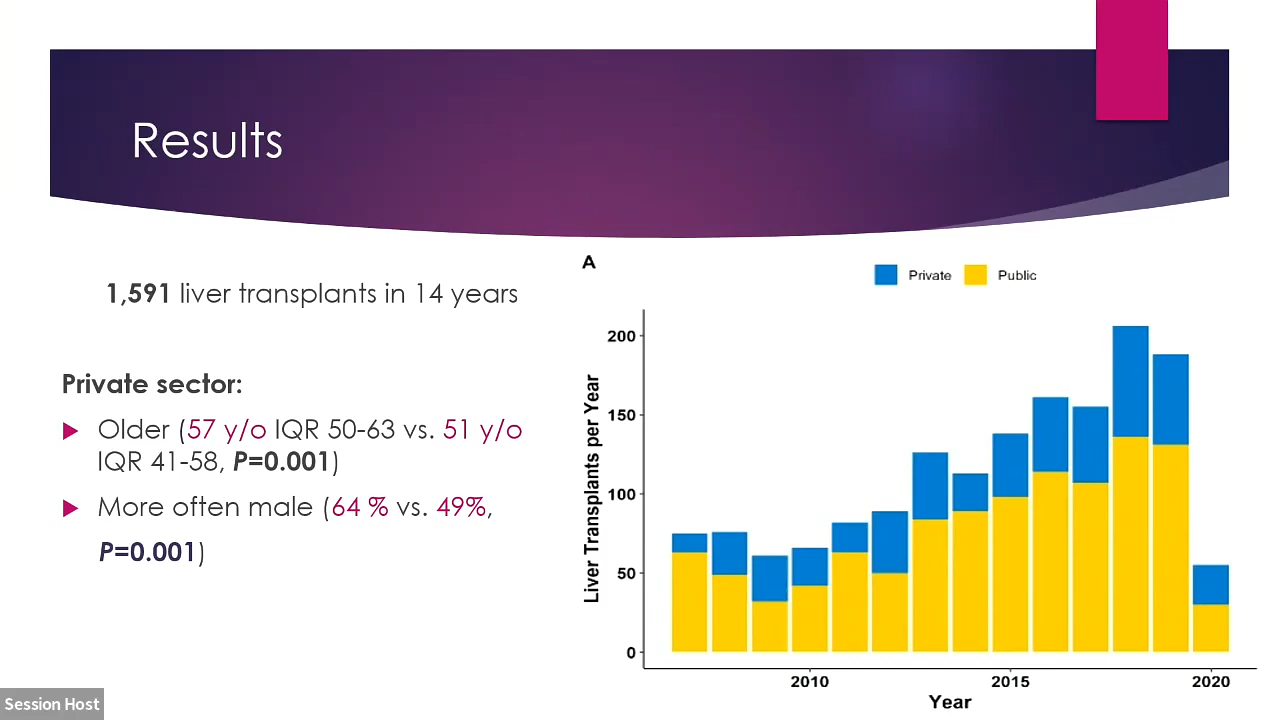 Results
1,591 liver transplants in 14 years
Private sector:
Older (57 y/o IQR 50-63 vs. 51 y/o
IQR 41-58, P=0.001)
More often male (64 % vs. 49%,
P=0.001)
A
Private
Public
Liver Transplants per Year
200
150
100
50
0
2010
2015
2020
Year
Session Host